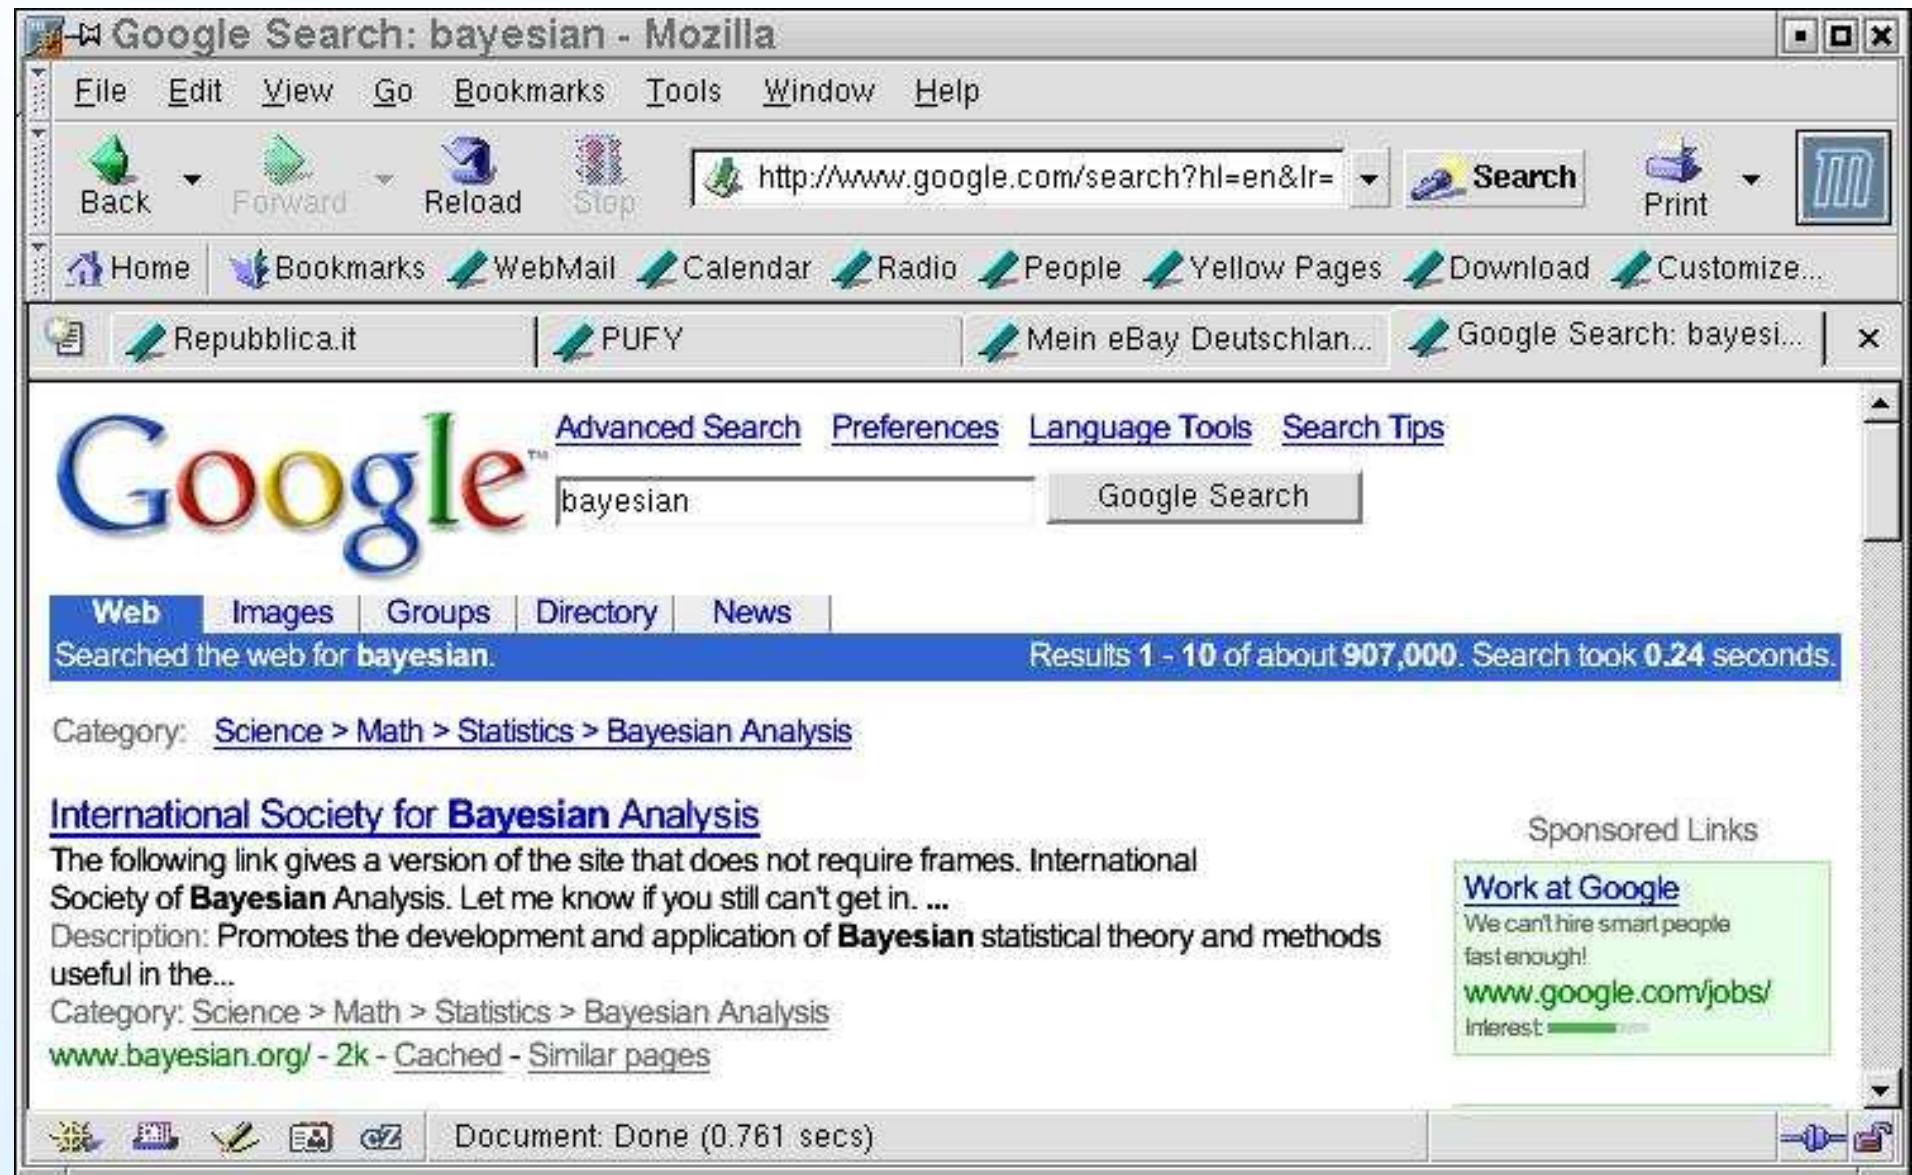 Google Search: bayesian - Mozilla
File Edit View Go Bookmarks Tools Window Help
Back Forward Reload Stop http://www.google.com/search?hl=en&lr= Search Print
Home Bookmarks WebMail Calendar Radio People Yellow Pages Download Customize...
Repubblica.it PUFY Mein eBay Deutschlan... Google Search: bayesi...
Google™ Advanced Search Preferences Language Tools Search Tips
bayesian Google Search
Web Images Groups Directory News
Searched the web for bayesian. Results 1 - 10 of about 907,000. Search took 0.24 seconds.
Category: Science > Math > Statistics > Bayesian Analysis
International Society for Bayesian Analysis
The following link gives a version of the site that does not require frames. International
Society of Bayesian Analysis. Let me know if you still can't get in. ...
Description: Promotes the development and application of Bayesian statistical theory and methods
useful in the...
Category: Science > Math > Statistics > Bayesian Analysis
www.bayesian.org/ - 2k - Cached - Similar pages
Sponsored Links
Work at Google
We can't hire smart people
fast enough!
www.google.com/jobs/
Interest:
Document: Done (0.761 secs)